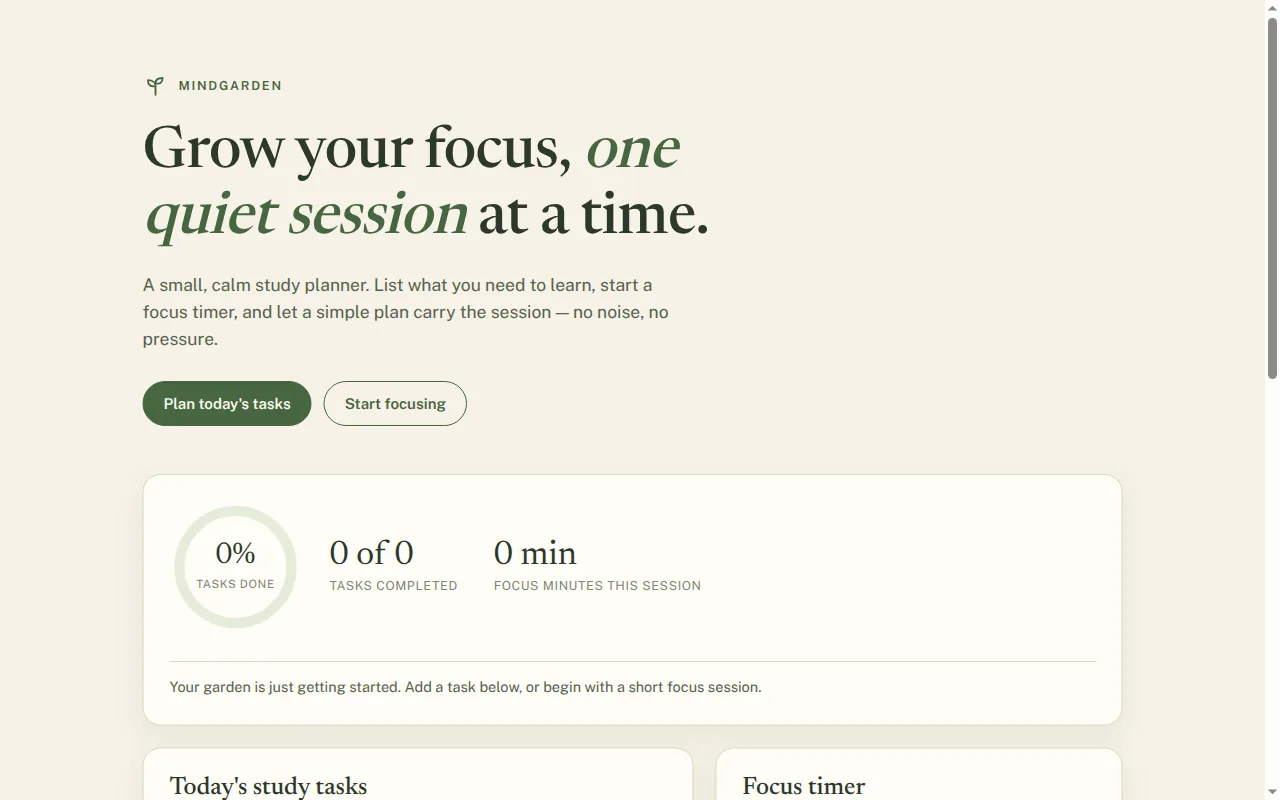 MINDGARDEN
Grow your focus, one
quiet session at a time.
A small, calm study planner. List what you need to learn, start a
focus timer, and let a simple plan carry the session — no noise, no
pressure.
Plan today's tasks
Start focusing
0%
TASKS DONE
0 of 0
TASKS COMPLETED
0 min
FOCUS MINUTES THIS SESSION
Your garden is just getting started. Add a task below, or begin with a short focus session.
Today's study tasks
Focus timer